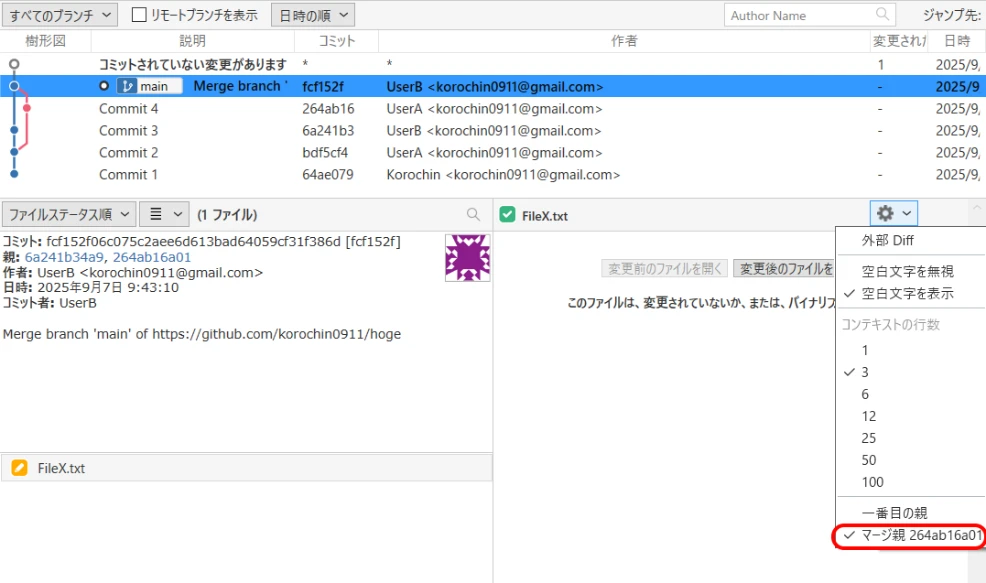 すべてのブランチ リモートブランチを表示 日時の順 Author Name ジャンプ先:
樹形図 説明 コミット 作者 変更され 日時
コミットされていない変更があります * * 1 2025/9,
main Merge branch ' fcf152f UserB <korochin0911@gmail.com> - 2025/9
Commit 4 264ab16 UserA <korochin0911@gmail.com> - 2025/9,
Commit 3 6a241b3 UserB <korochin0911@gmail.com> - 2025/9,
Commit 2 bdf5cf4 UserA <korochin0911@gmail.com> - 2025/9,
Commit 1 64ae079 Korochin <korochin0911@gmail.com> - 2025/9,
ファイルステータス順 (1 ファイル)
コミット: fcf152f06c075c2aee6d613bad64059cf31f386d [fcf152f]
親: 6a241b34a9, 264ab16a01
作者: UserB <korochin0911@gmail.com>
日時: 2025年9月7日 9:43:10
コミット者: UserB
Merge branch 'main' of https://github.com/korochin0911/hoge
FileX.txt
FileX.txt
変更前のファイルを開く 変更後のファイルを
このファイルは、変更されていないか、または、バイナリフ
外部 Diff
空白文字を無視
空白文字を表示
コンテキストの行数
1
3
6
12
25
50
100
一番目の親
マージ親 264ab16a01